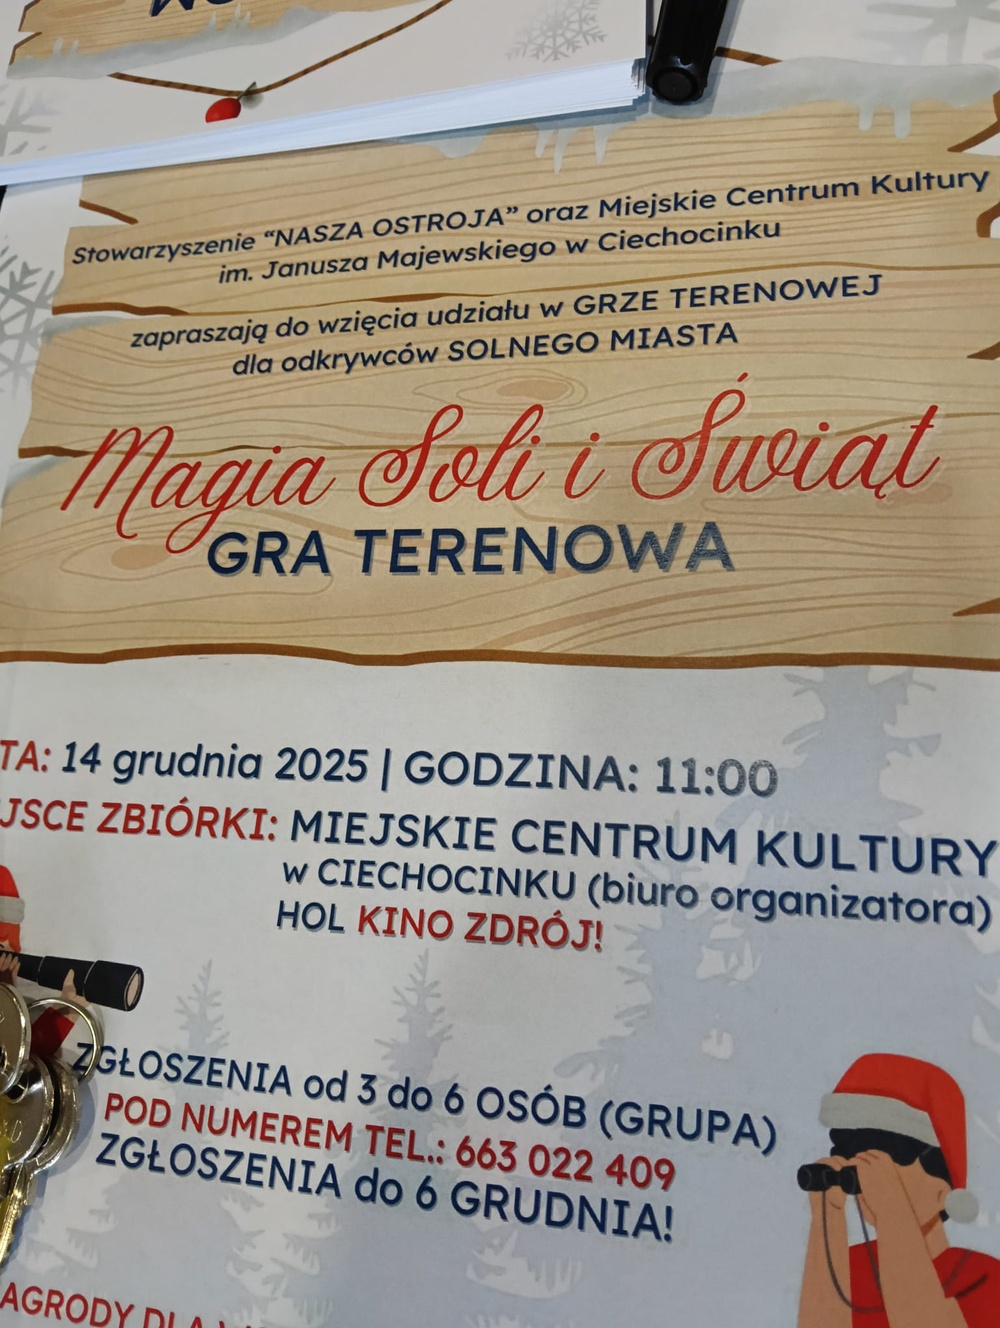 Stowarzyszenie “NASZA OSTROJA” oraz Miejskie Centrum Kultury
im. Janusza Majewskiego w Ciechocinku
zapraszają do wzięcia udziału w GRZE TERENOWEJ
dla odkrywców SOLNEGO MIASTA
Magia Soli i Świąt
GRA TERENOWA
TA: 14 grudnia 2025 | GODZINA: 11:00
JSCE ZBIÓRKI: MIEJSKIE CENTRUM KULTURY
w CIECHOCINKU (biuro organizatora)
HOL KINO ZDRÓJ!
ZGŁOSZENIA od 3 do 6 OSÓB (GRUPA)
POD NUMEREM TEL.: 663 022 409
ZGŁOSZENIA do 6 GRUDNIA!
AGRODY DLA